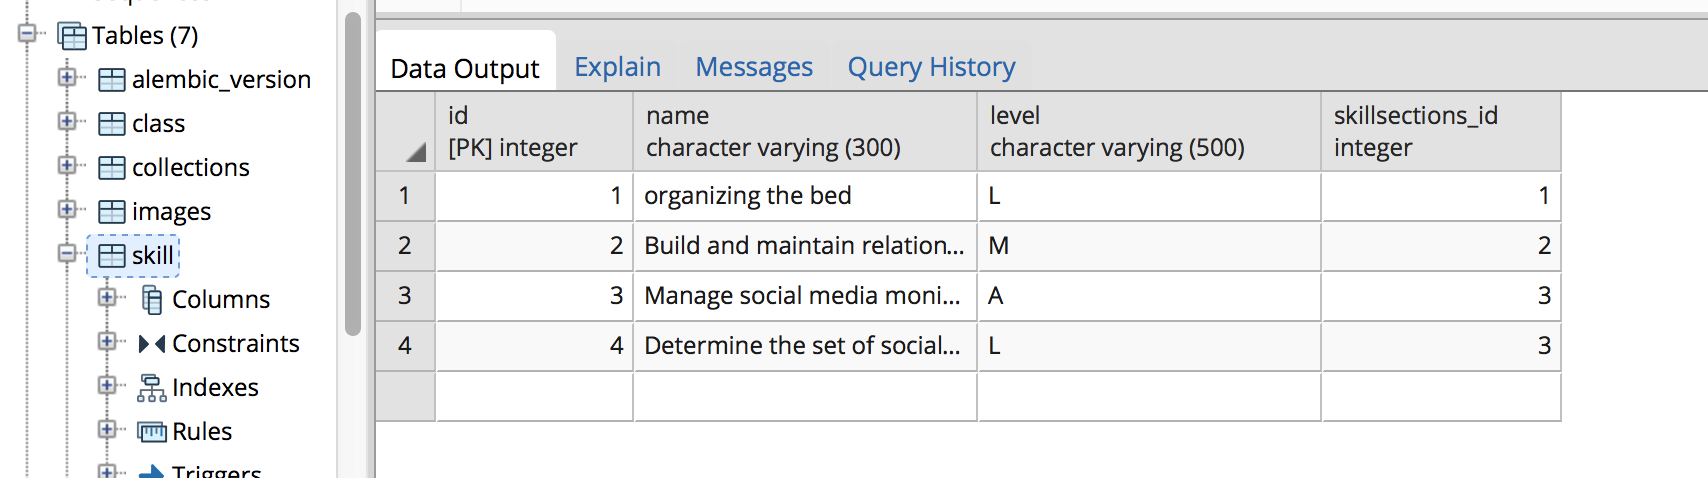 Tables (7)
alembic_version
class
collections
images
skill
Columns
Constraints
Indexes
Rules
Triggers
Data Output Explain Messages Query History
id name level skillsections_id
[PK] integer character varying (300) character varying (500) integer
1 1 organizing the bed L 1
2 2 Build and maintain relation... M 2
3 3 Manage social media moni... A 3
4 4 Determine the set of social... L 3